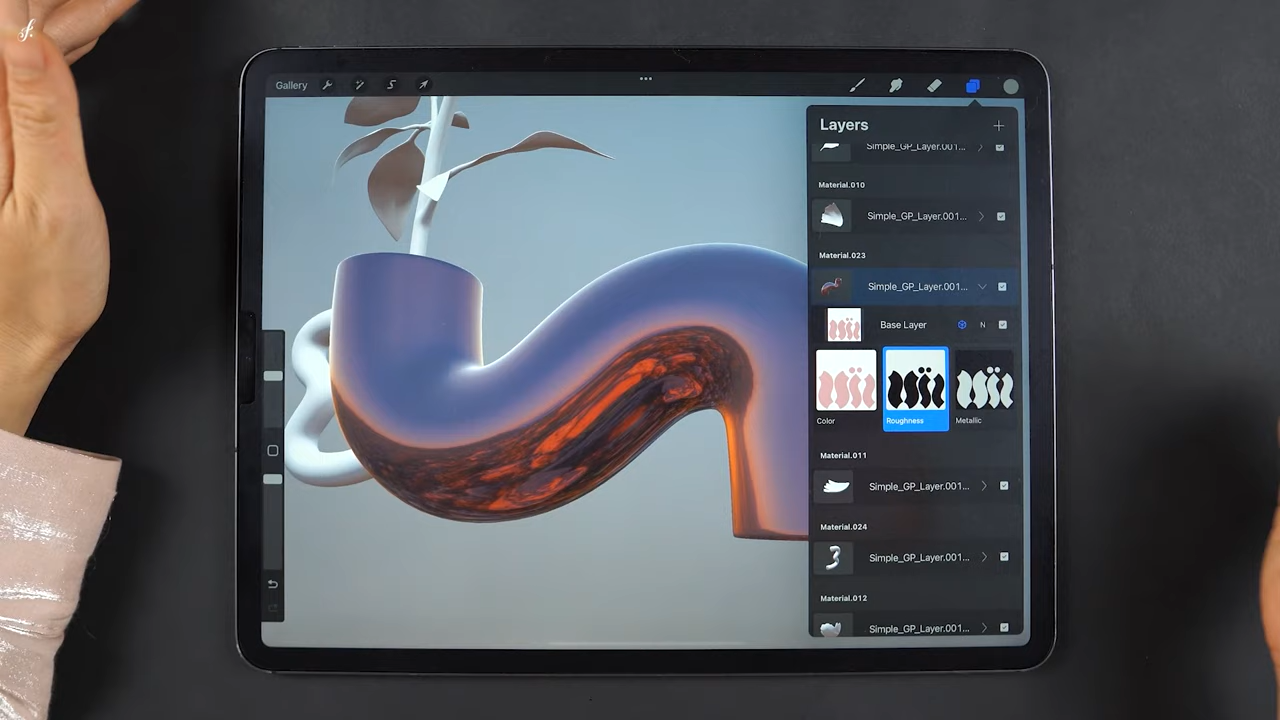 sf.
Gallery
Layers
Simple_GP_Layer.001...
Material.010
Simple_GP_Layer.001...
Material.023
Simple_GP_Layer.001...
Base Layer N
Color Roughness Metallic
Material.011
Simple_GP_Layer.001...
Material.024
Simple_GP_Layer.001...
Material.012
Simple_GP_Layer.001...